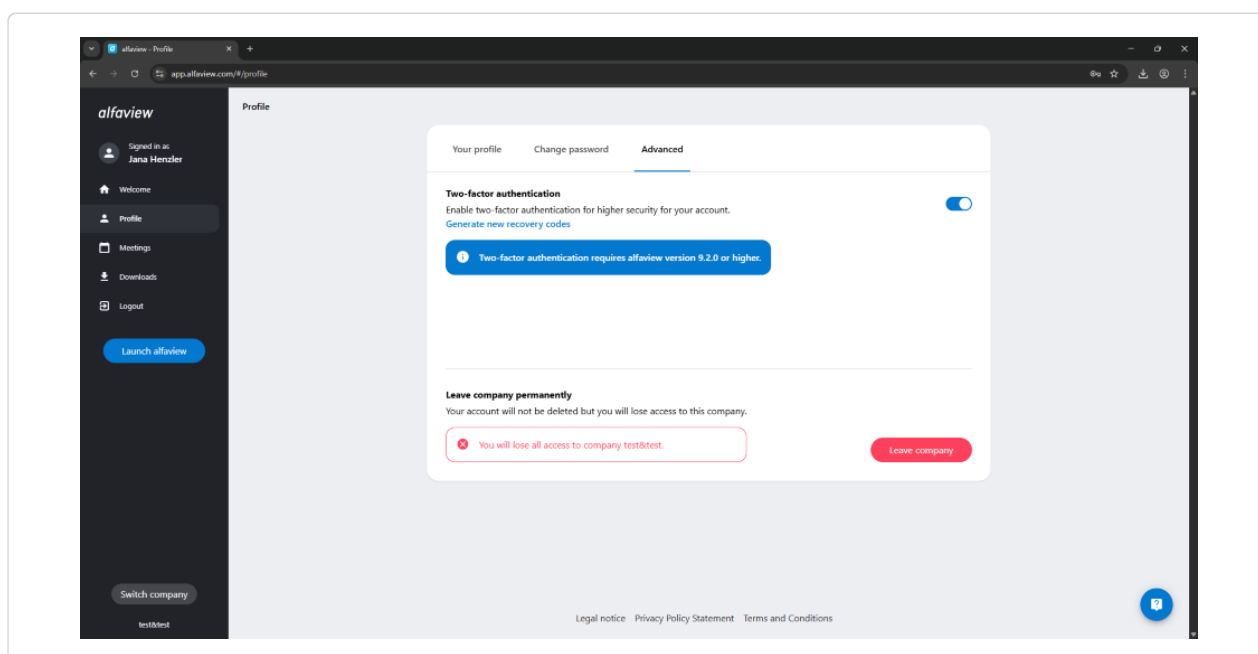 alfaview - Profile
app.alfaview.com/#/profile
alfaview
Signed in as
Jana Henzler
Welcome
Profile
Meetings
Downloads
Logout
Launch alfaview
Switch company
test&test
Profile
Your profile Change password Advanced
Two-factor authentication
Enable two-factor authentication for higher security for your account.
Generate new recovery codes
Two-factor authentication requires alfaview version 9.2.0 or higher.
Leave company permanently
Your account will not be deleted but you will lose access to this company.
You will lose all access to company test&test.
Leave company
Legal notice Privacy Policy Statement Terms and Conditions